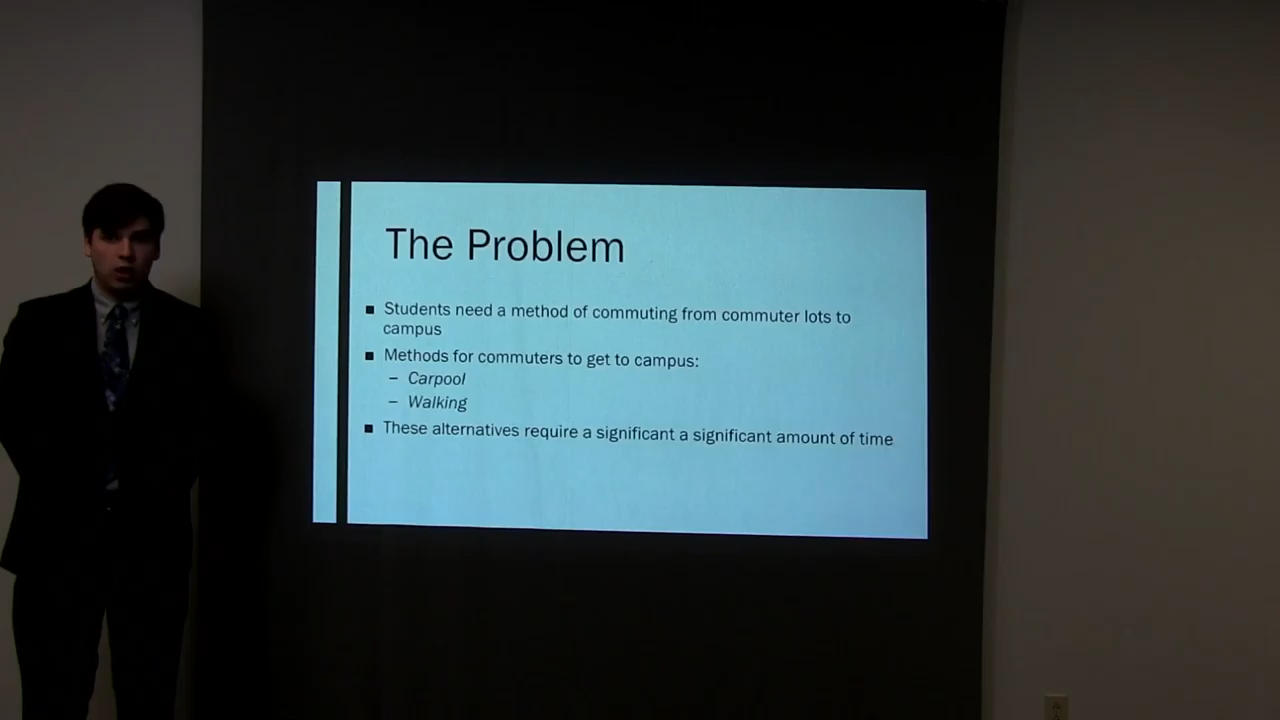 The Problem
■ Students need a method of commuting from commuter lots to
campus
■ Methods for commuters to get to campus:
– Carpool
– Walking
■ These alternatives require a significant a significant amount of time